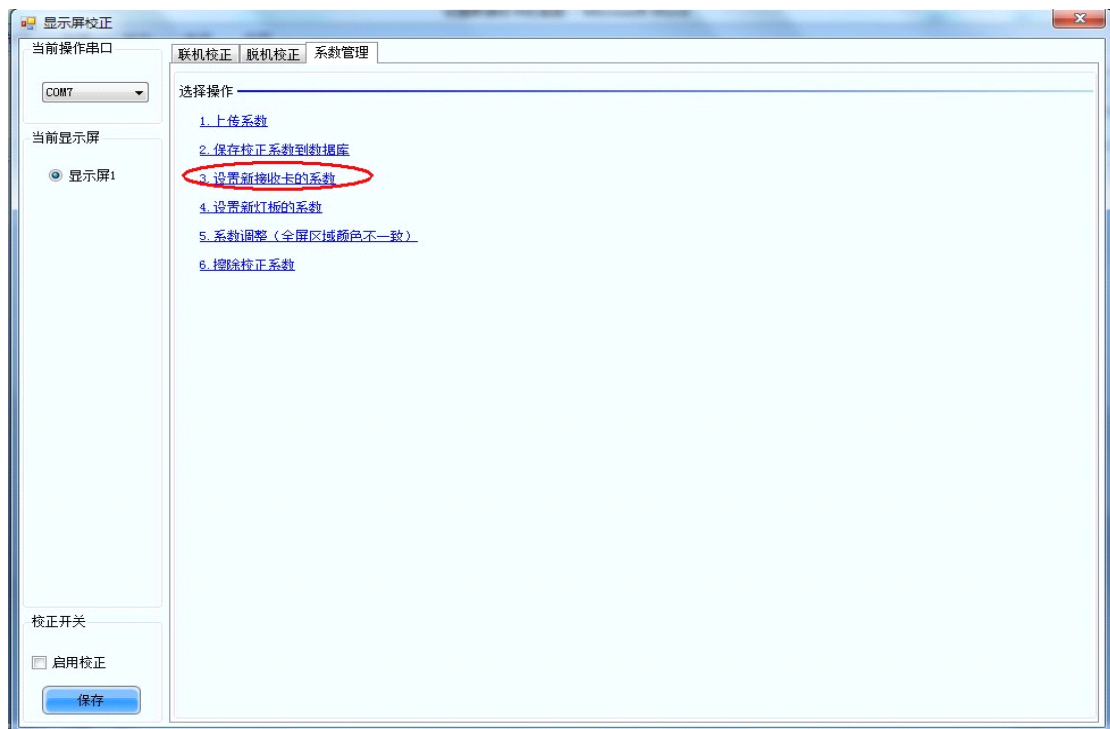 显示屏校正
当前操作串口
COM7
当前显示屏
显示屏1
校正开关
启用校正
保存
联机校正 脱机校正 系数管理
选择操作
1. 上传系数
2. 保存校正系数到数据库
3. 设置新接收卡的系数
4. 设置新灯板的系数
5. 系数调整（全屏区域颜色不一致）
6. 擦除校正系数